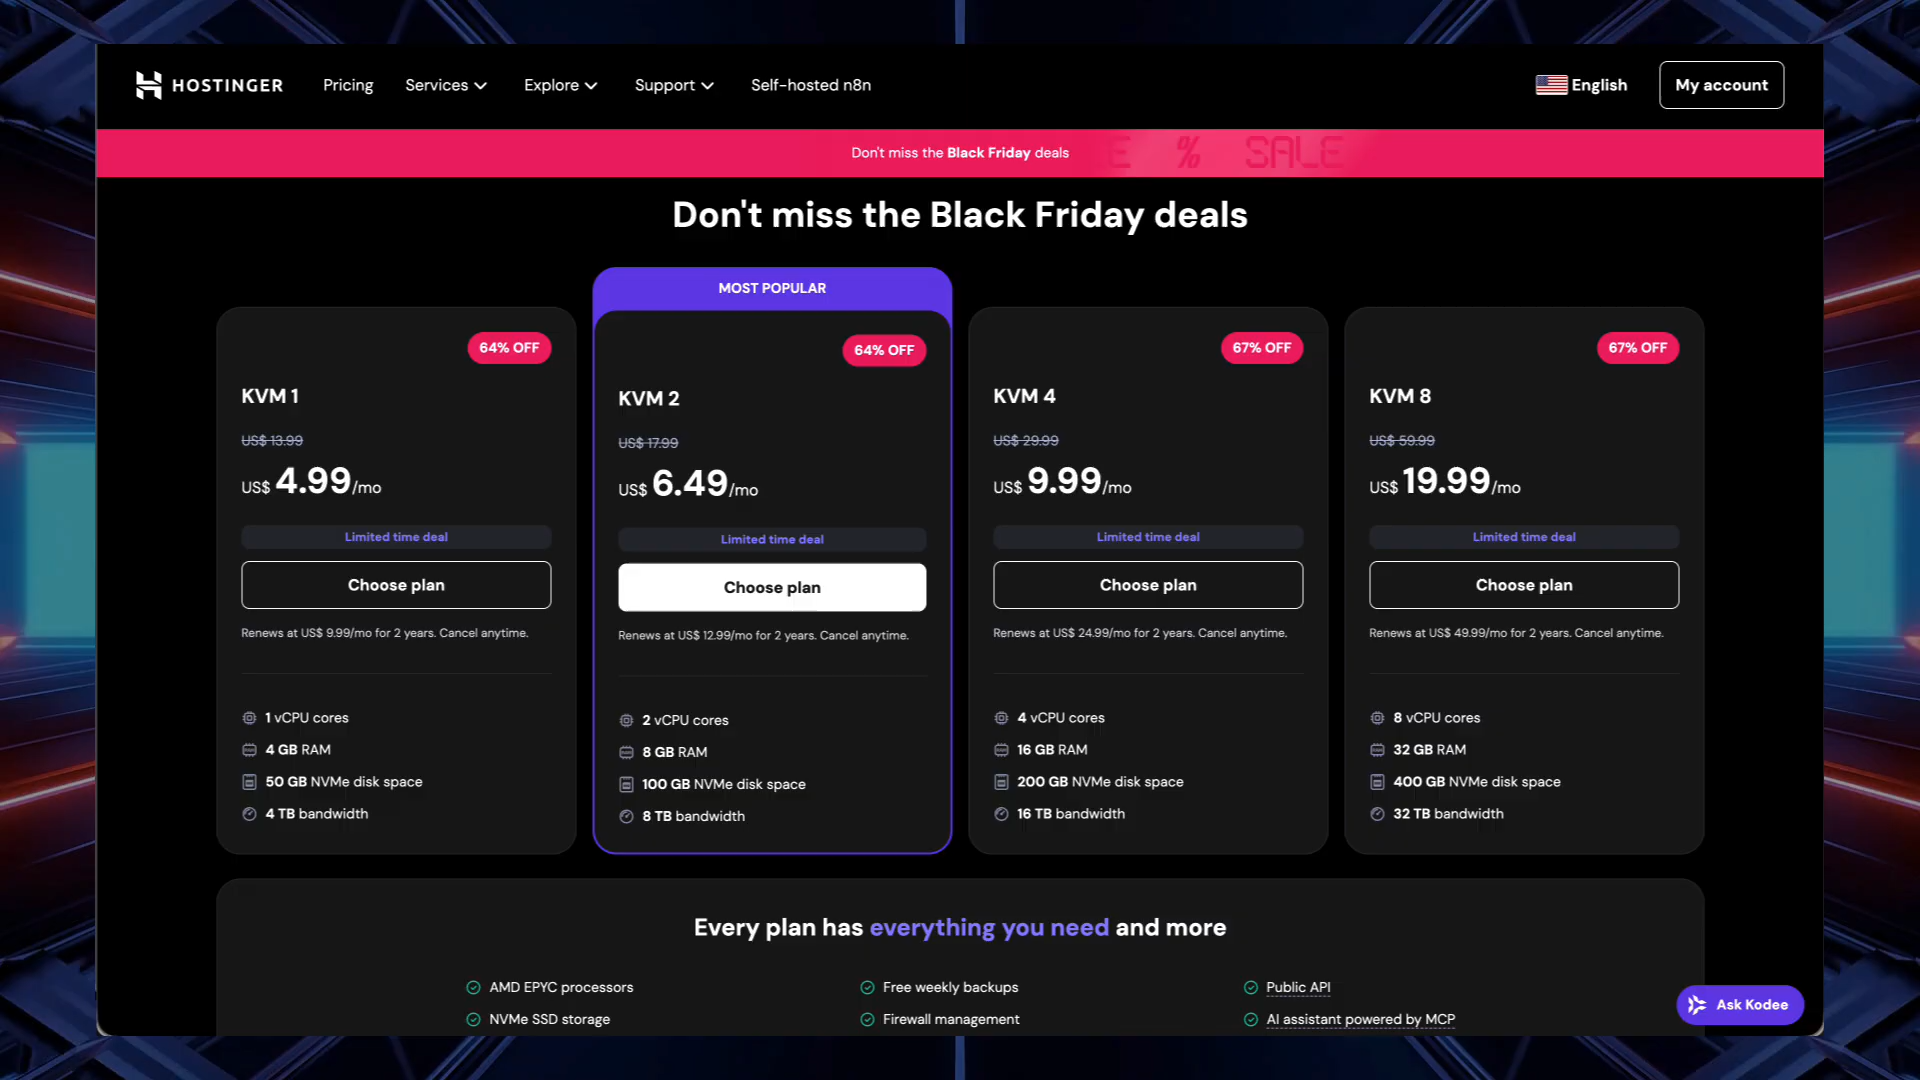 HOSTINGER
Pricing
Services
Explore
Support
Self-hosted n8n
English
My account
Don't miss the Black Friday deals
E % SALE
Don't miss the Black Friday deals
MOST POPULAR
64% OFF
KVM 1
US$ 13.99
US$ 4.99/mo
Limited time deal
Choose plan
Renews at US$ 9.99/mo for 2 years. Cancel anytime.
1 vCPU cores
4 GB RAM
50 GB NVMe disk space
4 TB bandwidth
64% OFF
KVM 2
US$ 17.99
US$ 6.49/mo
Limited time deal
Choose plan
Renews at US$ 12.99/mo for 2 years. Cancel anytime.
2 vCPU cores
8 GB RAM
100 GB NVMe disk space
8 TB bandwidth
67% OFF
KVM 4
US$ 29.99
US$ 9.99/mo
Limited time deal
Choose plan
Renews at US$ 24.99/mo for 2 years. Cancel anytime.
4 vCPU cores
16 GB RAM
200 GB NVMe disk space
16 TB bandwidth
67% OFF
KVM 8
US$ 59.99
US$ 19.99/mo
Limited time deal
Choose plan
Renews at US$ 49.99/mo for 2 years. Cancel anytime.
8 vCPU cores
32 GB RAM
400 GB NVMe disk space
32 TB bandwidth
Every plan has everything you need and more
AMD EPYC processors
Free weekly backups
Public API
NVMe SSD storage
Firewall management
AI assistant powered by MCP
Ask Kodee